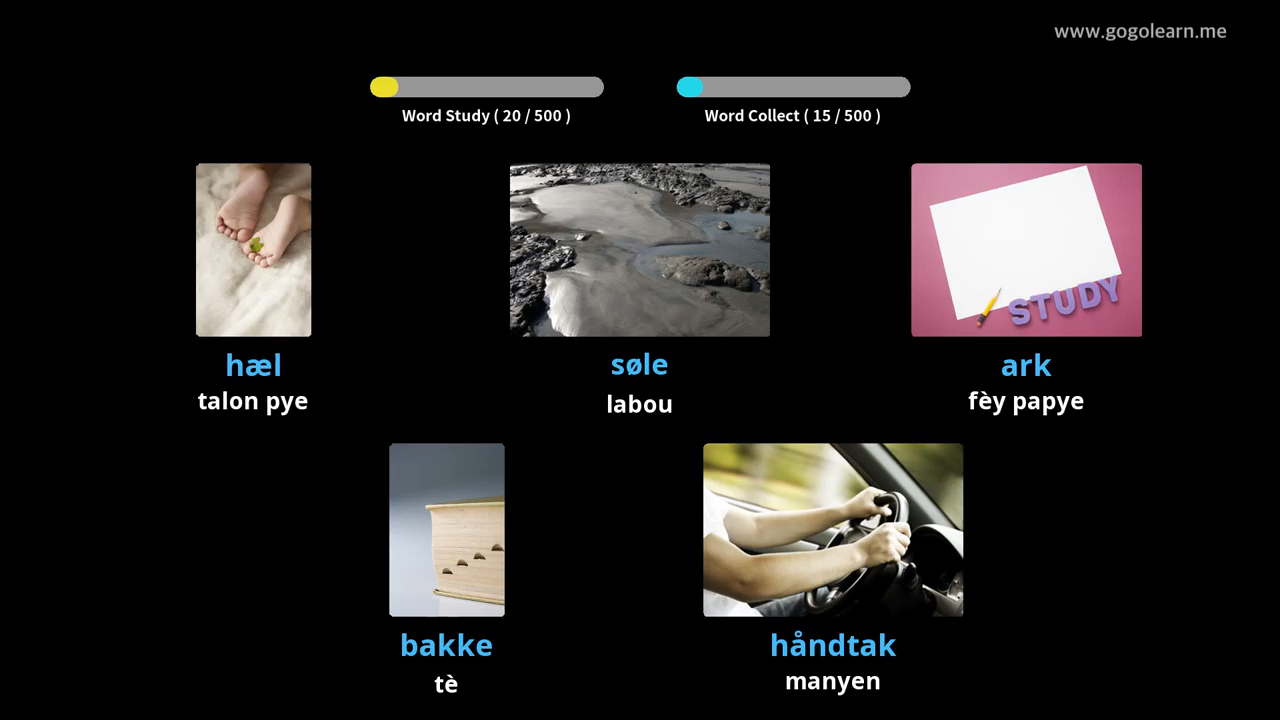 www.gogolearn.me
Word Study ( 20 / 500 )
Word Collect ( 15 / 500 )
STUDY
hæl
talon pye
søle
labou
ark
fèy papye
bakke
tè
håndtak
manyen